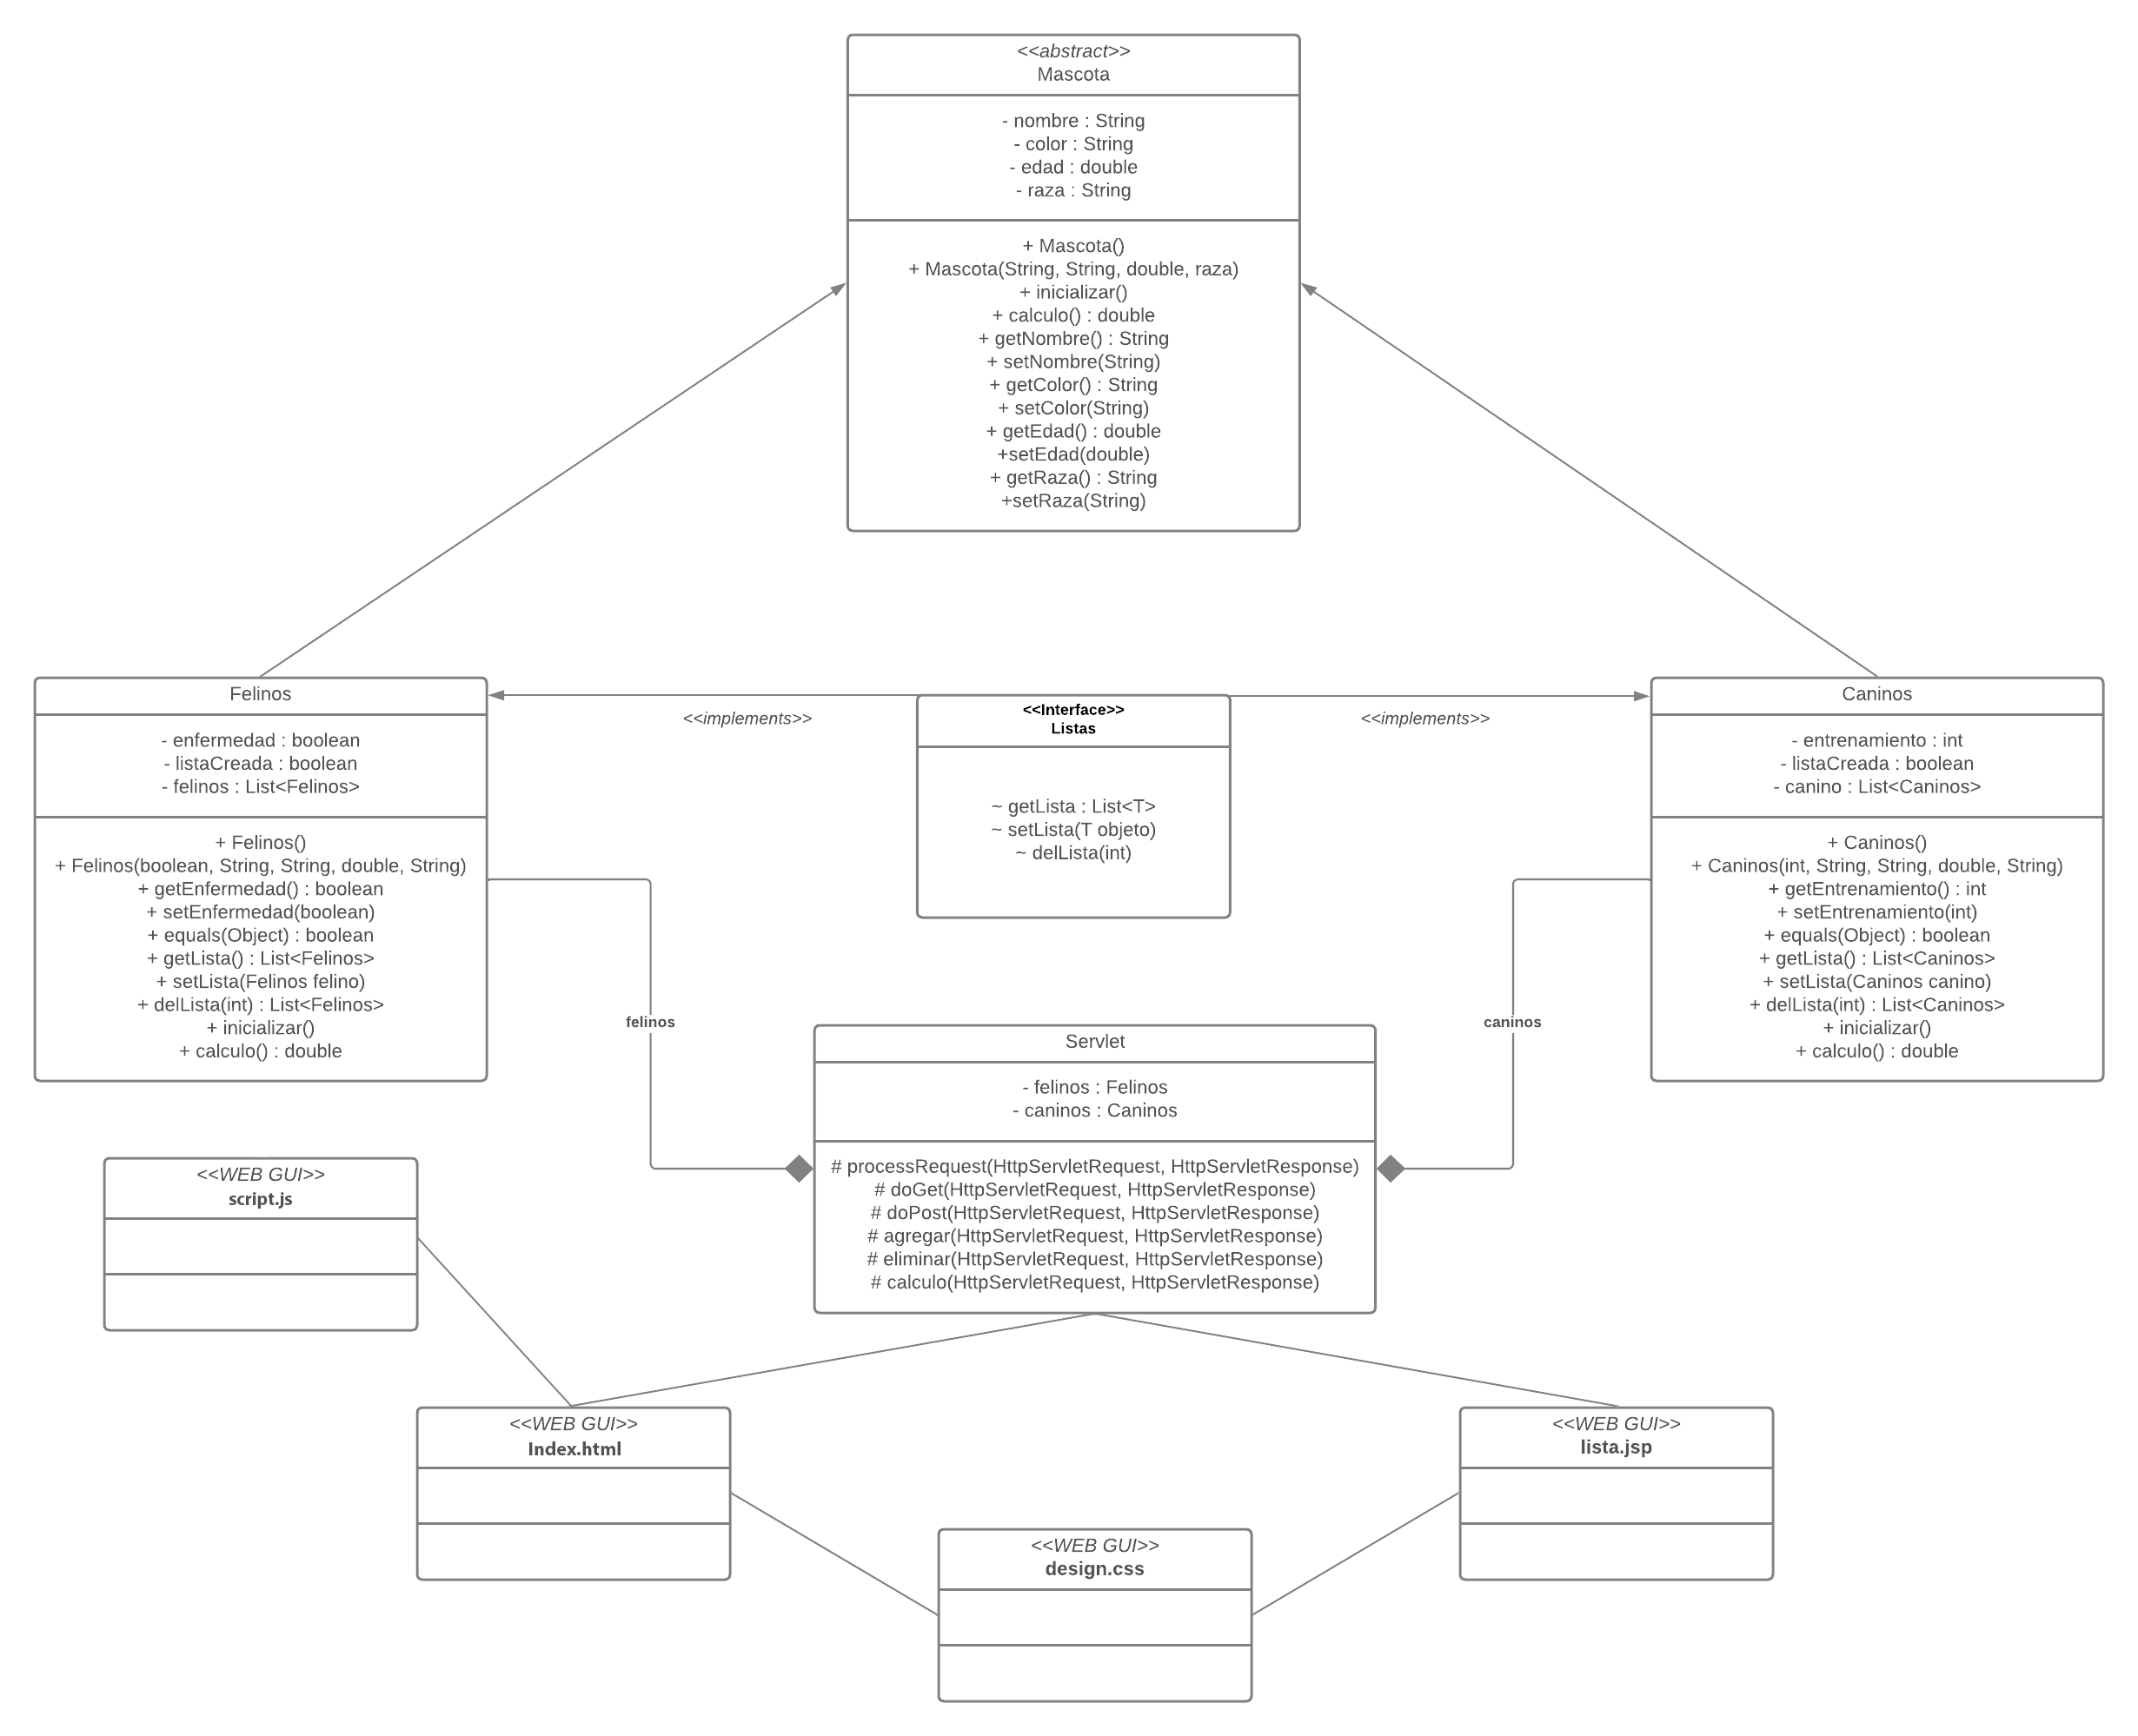 <<abstract>>
Mascota
- nombre : String
- color : String
- edad : double
- raza : String
+ Mascota()
+ Mascota(String, String, double, raza)
+ inicializar()
+ calculo() : double
+ getNombre() : String
+ setNombre(String)
+ getColor() : String
+ setColor(String)
+ getEdad() : double
+setEdad(double)
+ getRaza() : String
+setRaza(String)
Felinos
- enfermedad : boolean
- listaCreada : boolean
- felinos : List<Felinos>
+ Felinos()
+ Felinos(boolean, String, String, double, String)
+ getEnfermedad() : boolean
+ setEnfermedad(boolean)
+ equals(Object) : boolean
+ getLista() : List<Felinos>
+ setLista(Felinos felino)
+ delLista(int) : List<Felinos>
+ inicializar()
+ calculo() : double
<<implements>>
<<Interface>>
Listas
~ getLista : List<T>
~ setLista(T objeto)
~ delLista(int)
<<implements>>
Caninos
- entrenamiento : int
- listaCreada : boolean
- canino : List<Caninos>
+ Caninos()
+ Caninos(int, String, String, double, String)
+ getEntrenamiento() : int
+ setEntrenamiento(int)
+ equals(Object) : boolean
+ getLista() : List<Caninos>
+ setLista(Caninos canino)
+ delLista(int) : List<Caninos>
+ inicializar()
+ calculo() : double
felinos
caninos
Servlet
- felinos : Felinos
- caninos : Caninos
# processRequest(HttpServletRequest, HttpServletResponse)
# doGet(HttpServletRequest, HttpServletResponse)
# doPost(HttpServletRequest, HttpServletResponse)
# agregar(HttpServletRequest, HttpServletResponse)
# eliminar(HttpServletRequest, HttpServletResponse)
# calculo(HttpServletRequest, HttpServletResponse)
<<WEB GUI>>
script.js
<<WEB GUI>>
Index.html
<<WEB GUI>>
lista.jsp
<<WEB GUI>>
design.css